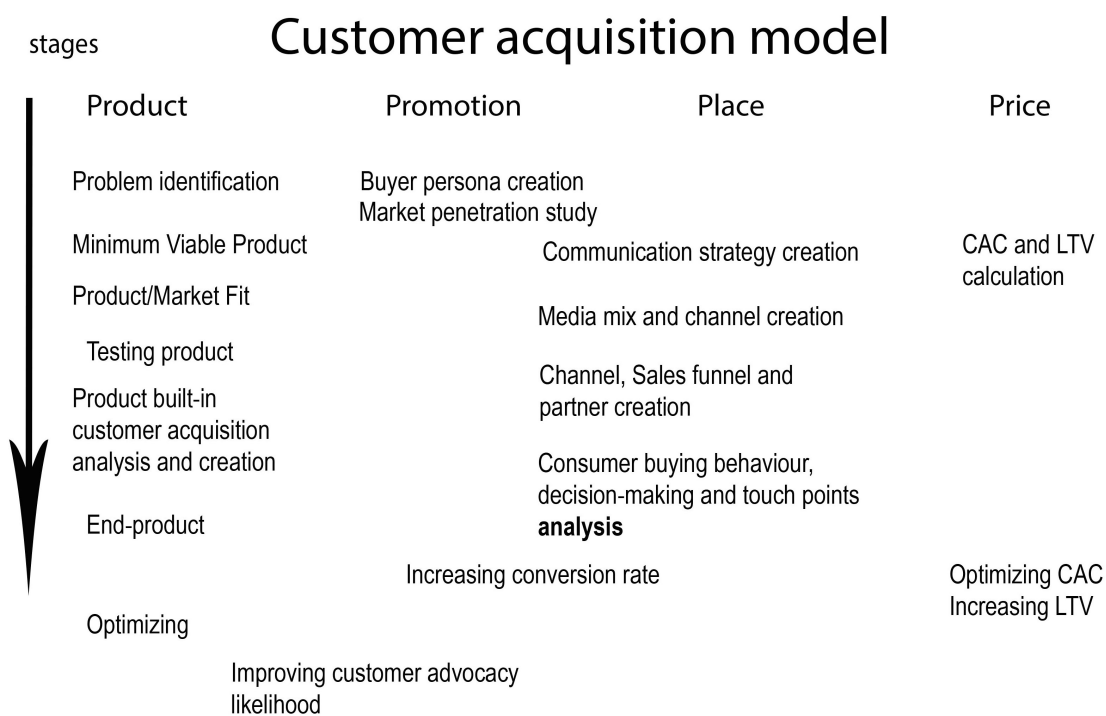 stages
Customer acquisition model
Product
Promotion
Place
Price
Problem identification
Buyer persona creation
Market penetration study
Minimum Viable Product
Communication strategy creation
CAC and LTV
calculation
Product/Market Fit
Media mix and channel creation
Testing product
Channel, Sales funnel and
partner creation
Product built-in
customer acquisition
analysis and creation
Consumer buying behaviour,
decision-making and touch points
analysis
End-product
Increasing conversion rate
Optimizing CAC
Increasing LTV
Optimizing
Improving customer advocacy
likelihood